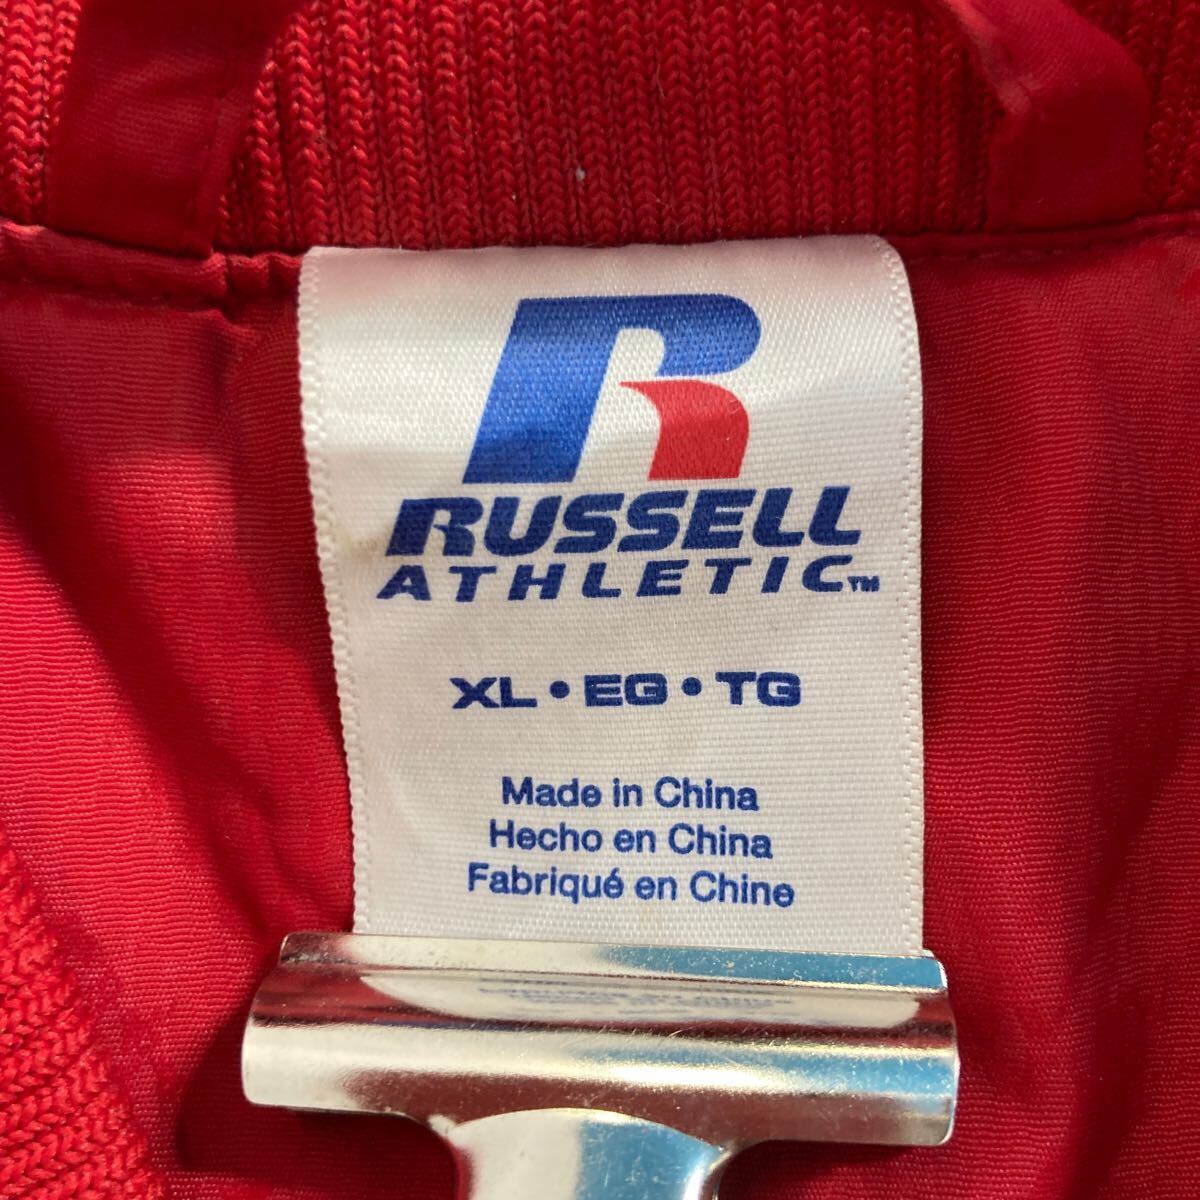 R
RUSSELL
ATHLETIC™
XL • EG • TG
Made in China
Hecho en China
Fabriqué en Chine